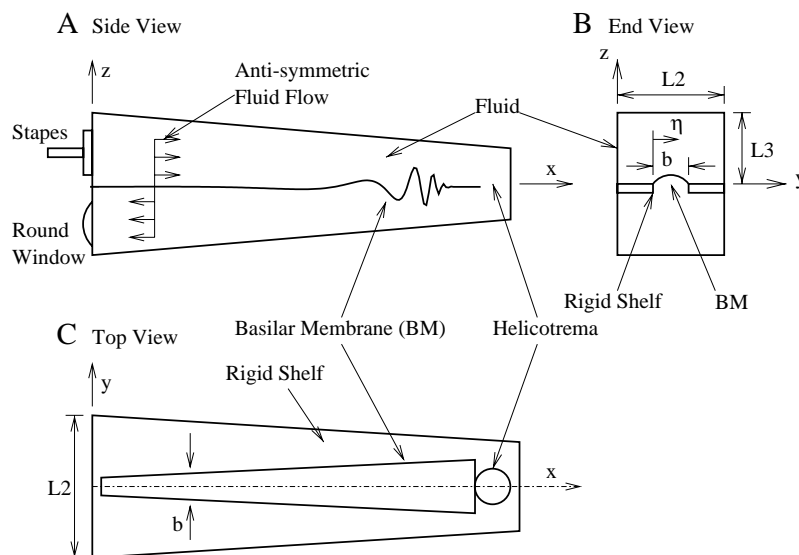 A Side View
z
Anti-symmetric
Fluid Flow
Stapes
Fluid
x
Round
Window
B End View
z
L2
η
b
L3
y
Rigid Shelf
BM
Basilar Membrane (BM)
Helicotrema
C Top View
y
Rigid Shelf
L2
b
x